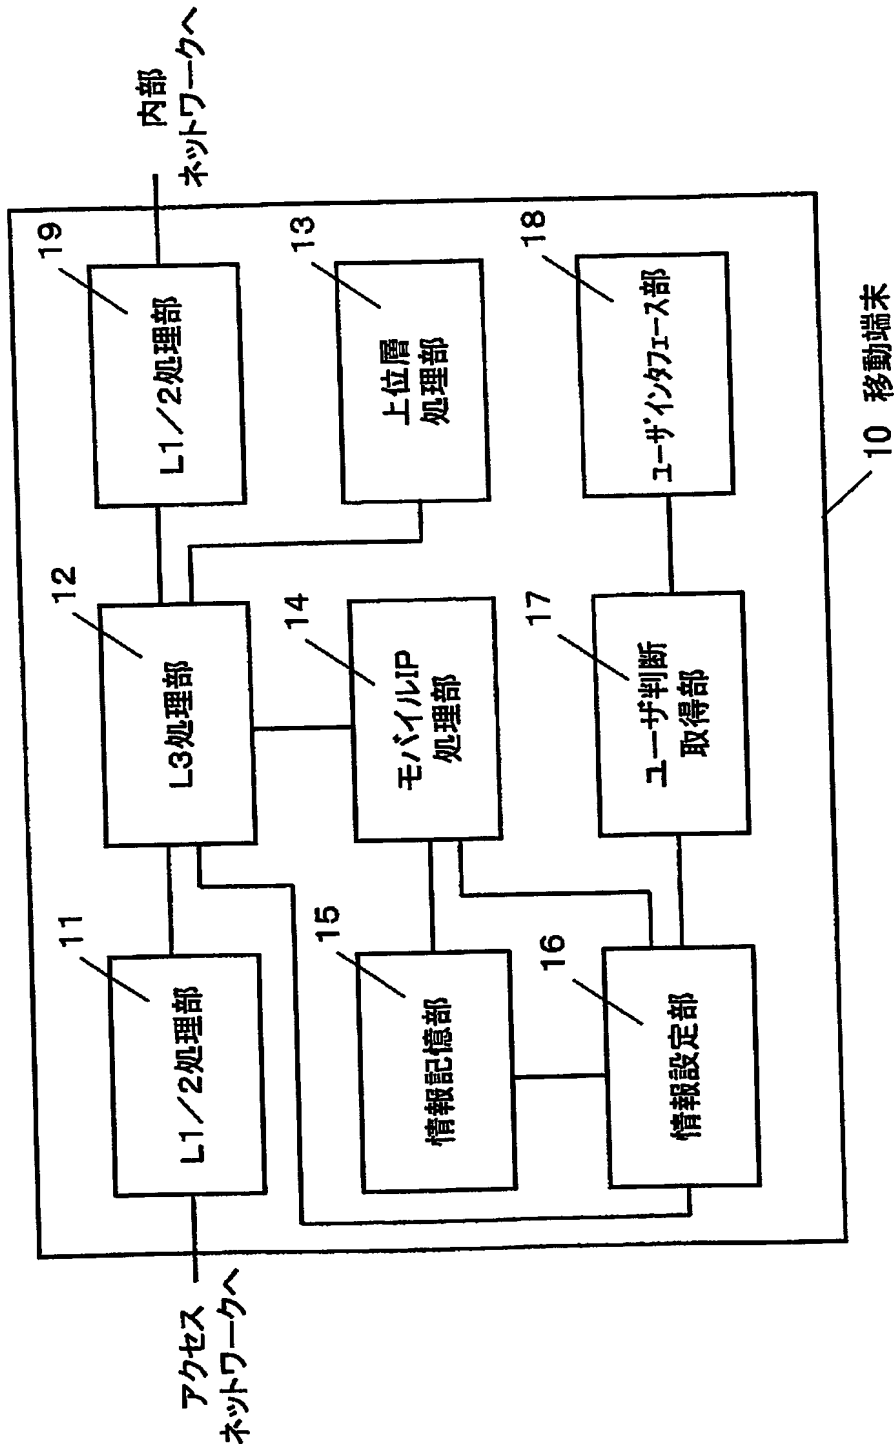 アクセス
ネットワークへ
11
L1/2処理部
12
L3処理部
19
L1/2処理部
内部
ネットワークへ
15
情報記憶部
14
モバイルIP
処理部
13
上位層
処理部
16
情報設定部
17
ユーザ判断
取得部
18
ユーザインタフェース部
10 移動端末